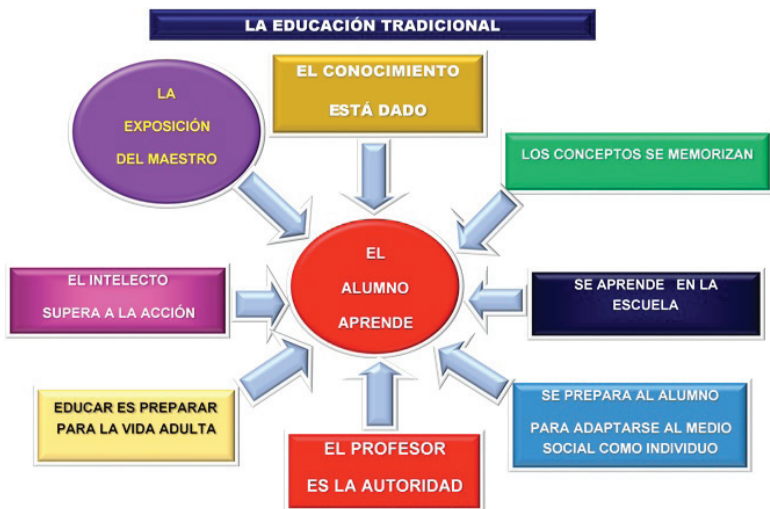 LA EDUCACIÓN TRADICIONAL
LA
EXPOSICIÓN
DEL MAESTRO
EL CONOCIMIENTO
ESTÁ DADO
LOS CONCEPTOS SE MEMORIZAN
EL
ALUMNO
APRENDE
EL INTELECTO
SUPERA A LA ACCIÓN
SE APRENDE EN LA
ESCUELA
EDUCAR ES PREPARAR
PARA LA VIDA ADULTA
EL PROFESOR
ES LA AUTORIDAD
SE PREPARA AL ALUMNO
PARA ADAPTARSE AL MEDIO
SOCIAL COMO INDIVIDUO